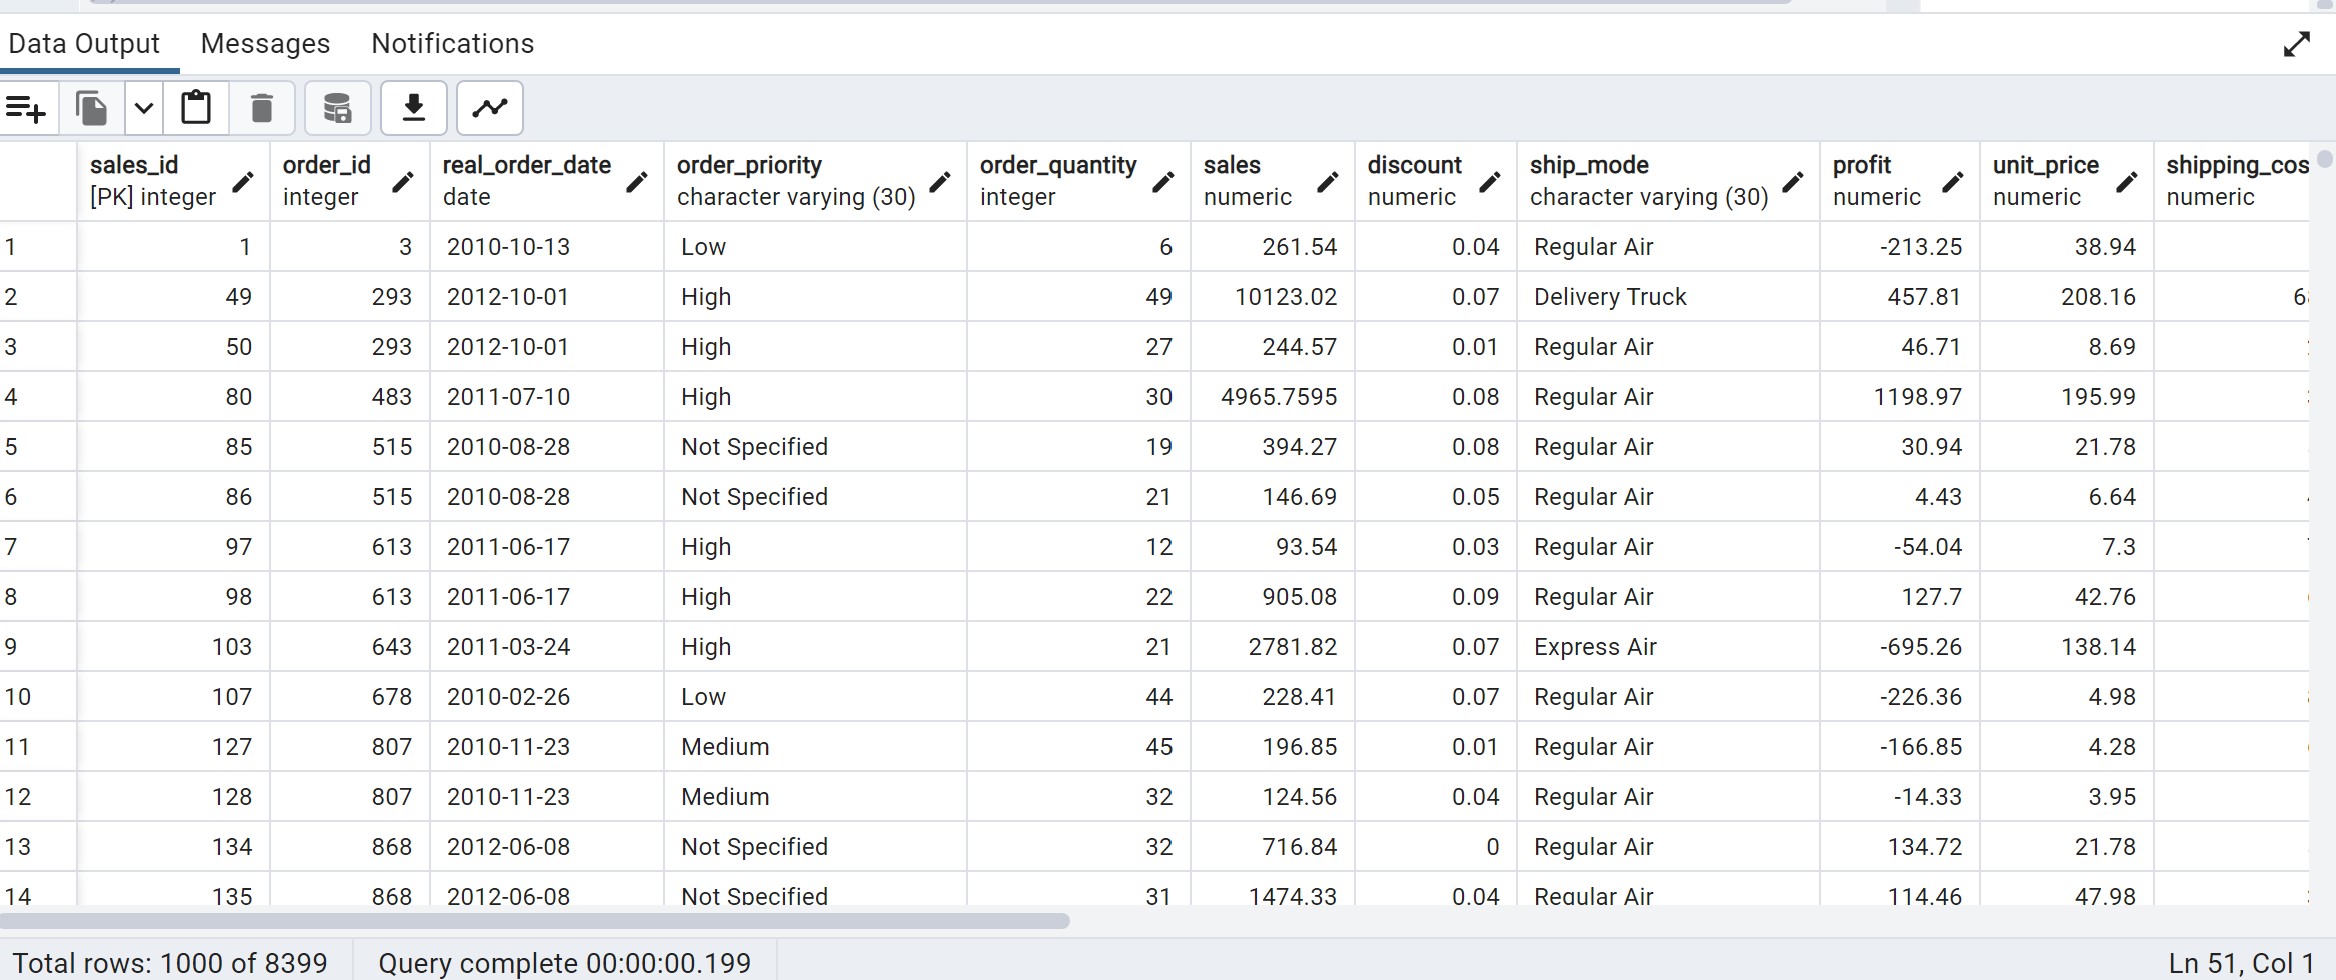 Data Output Messages Notifications
sales_id order_id real_order_date order_priority order_quantity sales discount ship_mode profit unit_price shipping_cos
[PK] integer integer date character varying (30) integer numeric numeric character varying (30) numeric numeric numeric
1 1 3 2010-10-13 Low 6 261.54 0.04 Regular Air -213.25 38.94
2 49 293 2012-10-01 High 49 10123.02 0.07 Delivery Truck 457.81 208.16 6
3 50 293 2012-10-01 High 27 244.57 0.01 Regular Air 46.71 8.69
4 80 483 2011-07-10 High 30 4965.7595 0.08 Regular Air 1198.97 195.99
5 85 515 2010-08-28 Not Specified 19 394.27 0.08 Regular Air 30.94 21.78
6 86 515 2010-08-28 Not Specified 21 146.69 0.05 Regular Air 4.43 6.64
7 97 613 2011-06-17 High 12 93.54 0.03 Regular Air -54.04 7.3
8 98 613 2011-06-17 High 22 905.08 0.09 Regular Air 127.7 42.76
9 103 643 2011-03-24 High 21 2781.82 0.07 Express Air -695.26 138.14
10 107 678 2010-02-26 Low 44 228.41 0.07 Regular Air -226.36 4.98
11 127 807 2010-11-23 Medium 45 196.85 0.01 Regular Air -166.85 4.28
12 128 807 2010-11-23 Medium 32 124.56 0.04 Regular Air -14.33 3.95
13 134 868 2012-06-08 Not Specified 32 716.84 0 Regular Air 134.72 21.78
14 135 868 2012-06-08 Not Specified 31 1474.33 0.04 Regular Air 114.46 47.98
Total rows: 1000 of 8399 Query complete 00:00:00.199 Ln 51, Col 1